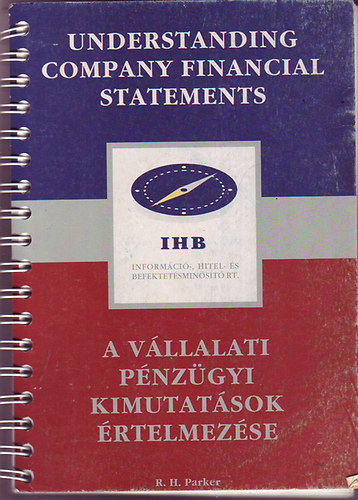 UNDERSTANDING
COMPANY FINANCIAL
STATEMENTS
IHB
INFORMÁCIÓ-, HITEL- ÉS
BEFEKTETÉSMINŐSÍTŐ RT.
A VÁLLALATI
PÉNZÜGYI
KIMUTATÁSOK
ÉRTELMEZÉSE
R. H. Parker